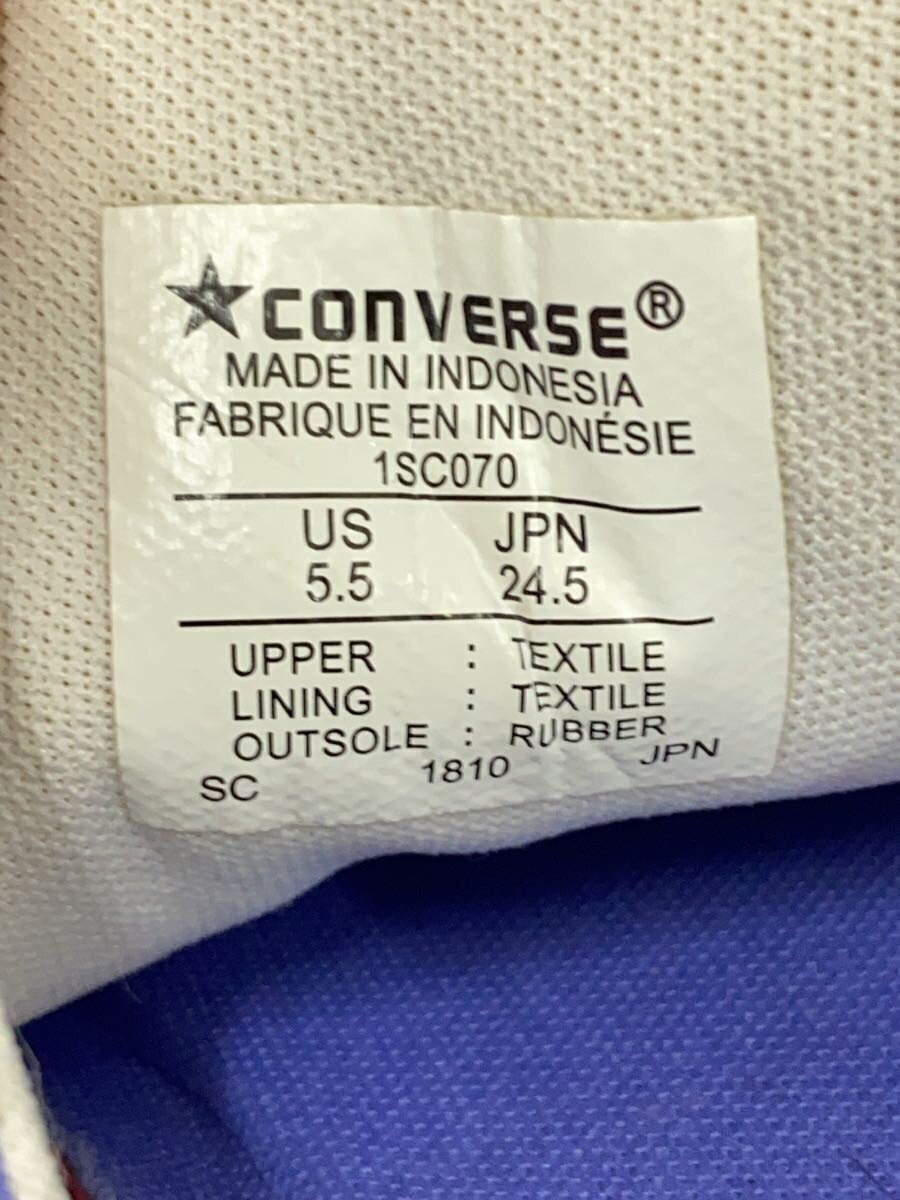 CONVERSE®
MADE IN INDONESIA
FABRIQUE EN INDONÉSIE
1SC070
US JPN
5.5 24.5
UPPER : TEXTILE
LINING : TEXTILE
OUTSOLE : RUBBER
SC 1810 JPN